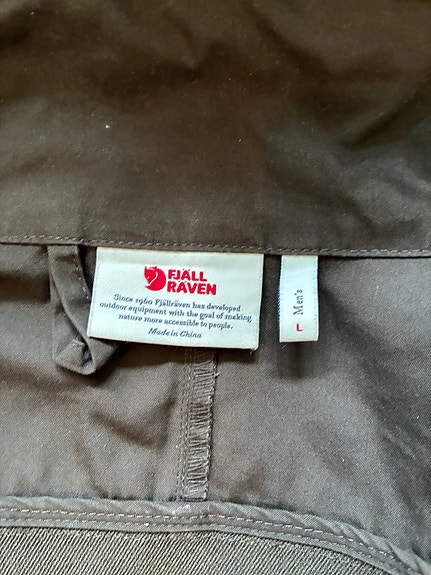 FJÄLL
RÄVEN
Since 1960 Fjällräven has developed
outdoor equipment with the goal of making
nature more accessible to people.
Made in China
Men's
L